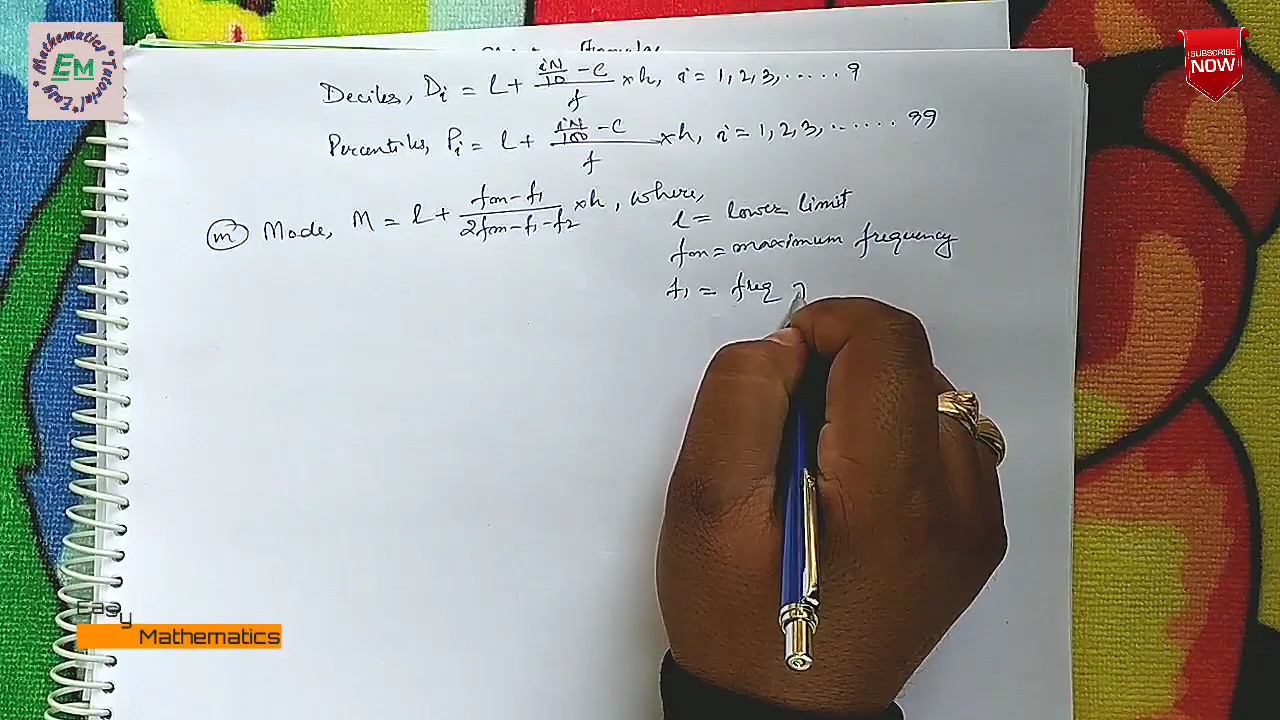 Mathematics Tutorial Easy
EM
SUBSCRIBE
NOW
Deciles, Di = l + (iN/10 - C)/f × h, i = 1, 2, 3, ...... 9
Percentiles, Pi = l + (iN/100 - C)/f × h, i = 1, 2, 3, ....... 99
(m) Mode, M = l + (fm - f1)/(2fm - f1 - f2) × h, where,
l = lower limit
fm = maximum frequency
f1 = freq
Easy
Mathematics